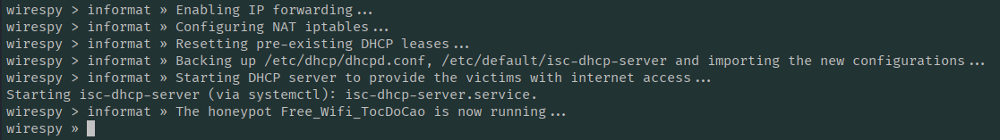 wirespy > informat » Enabling IP forwarding...
wirespy > informat » Configuring NAT iptables...
wirespy > informat » Resetting pre-existing DHCP leases...
wirespy > informat » Backing up /etc/dhcp/dhcpd.conf, /etc/default/isc-dhcp-server and importing the new configurations...
wirespy > informat » Starting DHCP server to provide the victims with internet access...
Starting isc-dhcp-server (via systemctl): isc-dhcp-server.service.
wirespy > informat » The honeypot Free_Wifi_TocDoCao is now running...
wirespy »